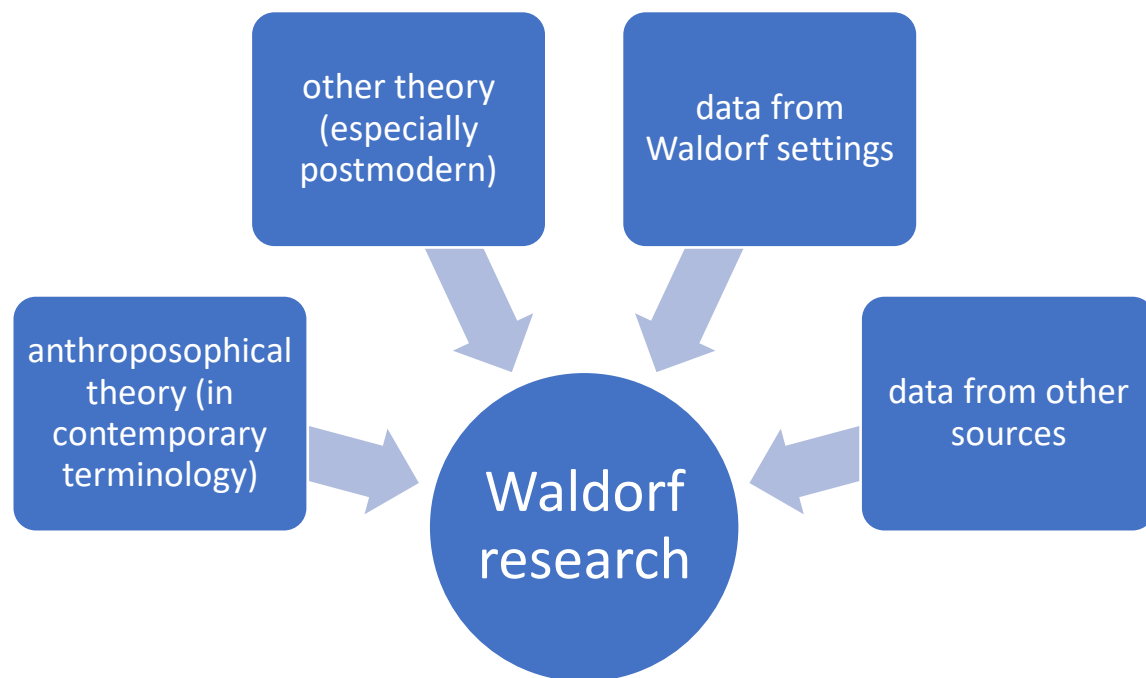 other theory
(especially
postmodern)
data from
Waldorf settings
anthroposophical
theory (in
contemporary
terminology)
data from other
sources
Waldorf
research